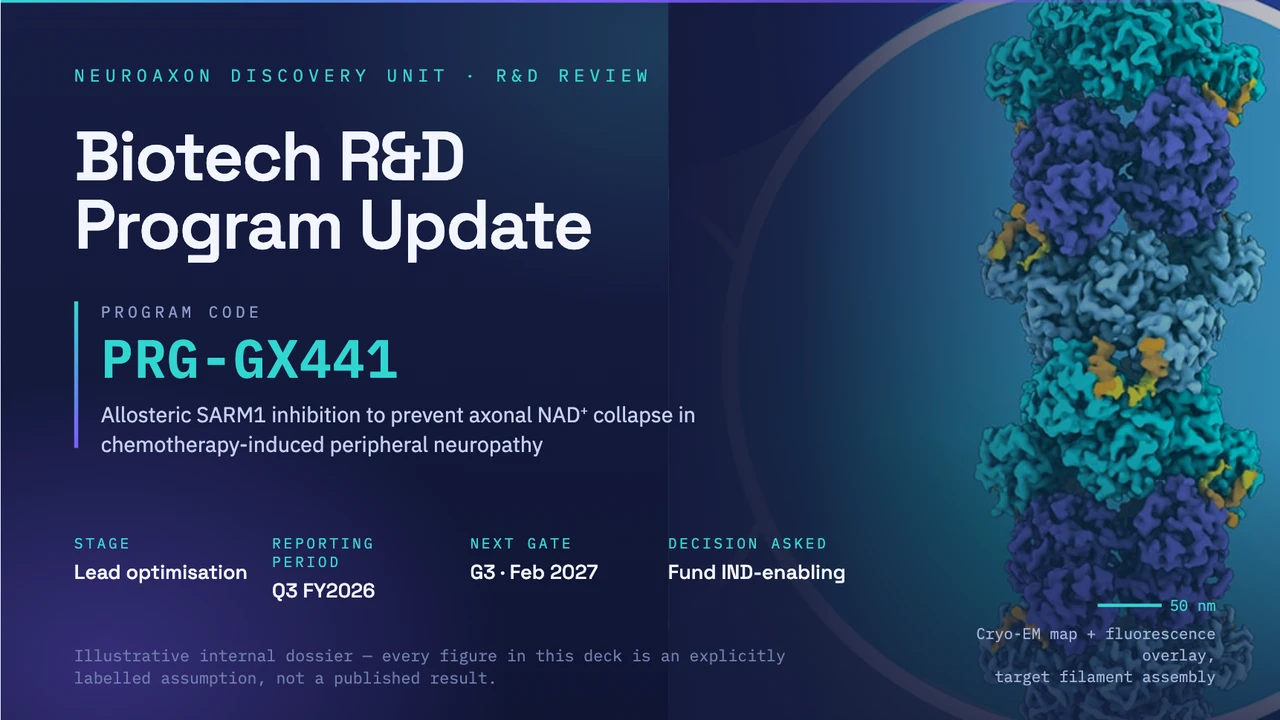 NEUROAXON DISCOVERY UNIT · R&D REVIEW
Biotech R&D
Program Update
PROGRAM CODE
PRG-GX441
Allosteric SARM1 inhibition to prevent axonal NAD⁺ collapse in
chemotherapy-induced peripheral neuropathy
STAGE
Lead optimisation
REPORTING
PERIOD
Q3 FY2026
NEXT GATE
G3 · Feb 2027
DECISION ASKED
Fund IND-enabling
50 nm
Cryo-EM map + fluorescence
overlay,
target filament assembly
Illustrative internal dossier — every figure in this deck is an explicitly
labelled assumption, not a published result.